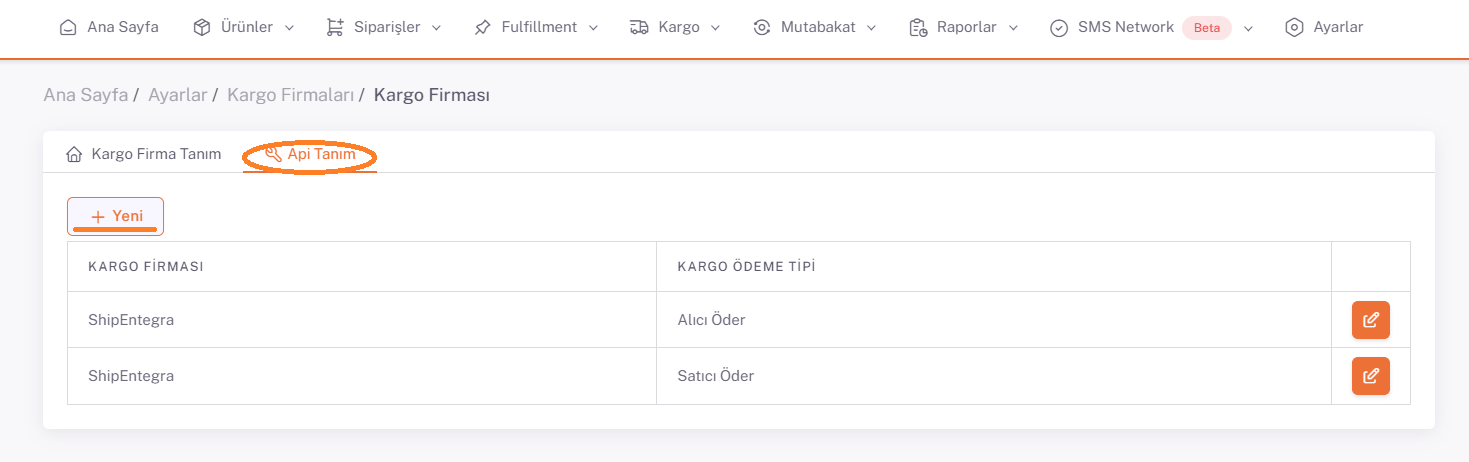 Ana Sayfa Ürünler Siparişler Fulfillment Kargo Mutabakat Raporlar SMS Network Beta Ayarlar
Ana Sayfa / Ayarlar / Kargo Firmaları / Kargo Firması
Kargo Firma Tanım Api Tanım
+ Yeni
KARGO FİRMASI KARGO ÖDEME TİPİ
ShipEntegra Alıcı Öder
ShipEntegra Satıcı Öder